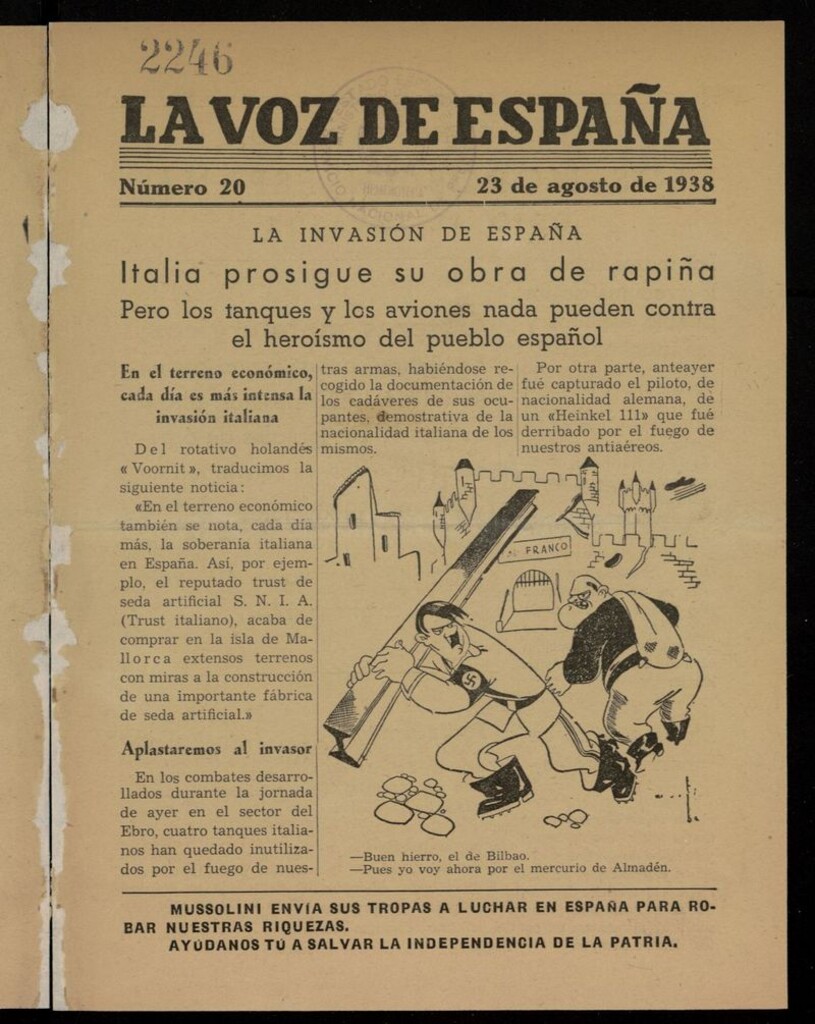 2246
LA VOZ DE ESPAÑA
Número 20
23 de agosto de 1938
LA INVASIÓN DE ESPAÑA
Italia prosigue su obra de rapiña
Pero los tanques y los aviones nada pueden contra
el heroísmo del pueblo español
En el terreno económico,
cada día es más intensa la
invasión italiana
Del rotativo holandés
«Voornit», traducimos la
siguiente noticia:
«En el terreno económico
también se nota, cada día
más, la soberanía italiana
en España. Así, por ejem-
plo, el reputado trust de
seda artificial S. N. I. A.
(Trust italiano), acaba de
comprar en la isla de Ma-
llorca extensos terrenos
con miras a la construcción
de una importante fábrica
de seda artificial.»
Aplastaremos al invasor
En los combates desarro-
llados durante la jornada
de ayer en el sector del
Ebro, cuatro tanques italia-
nos han quedado inutiliza-
dos por el fuego de nues-
tras armas, habiéndose re-
cogido la documentación de
los cadáveres de sus ocu-
pantes, demostrativa de la
nacionalidad italiana de los
mismos.
Por otra parte, anteayer
fué capturado el piloto, de
nacionalidad alemana, de
un «Heinkel 111» que fué
derribado por el fuego de
nuestros antiaéreos.
FRANCO
—Buen hierro, el de Bilbao.
—Pues yo voy ahora por el mercurio de Almadén.
MUSSOLINI ENVIA SUS TROPAS A LUCHAR EN ESPAÑA PARA RO-
BAR NUESTRAS RIQUEZAS.
AYÚDANOS TÚ A SALVAR LA INDEPENDENCIA DE LA PATRIA.